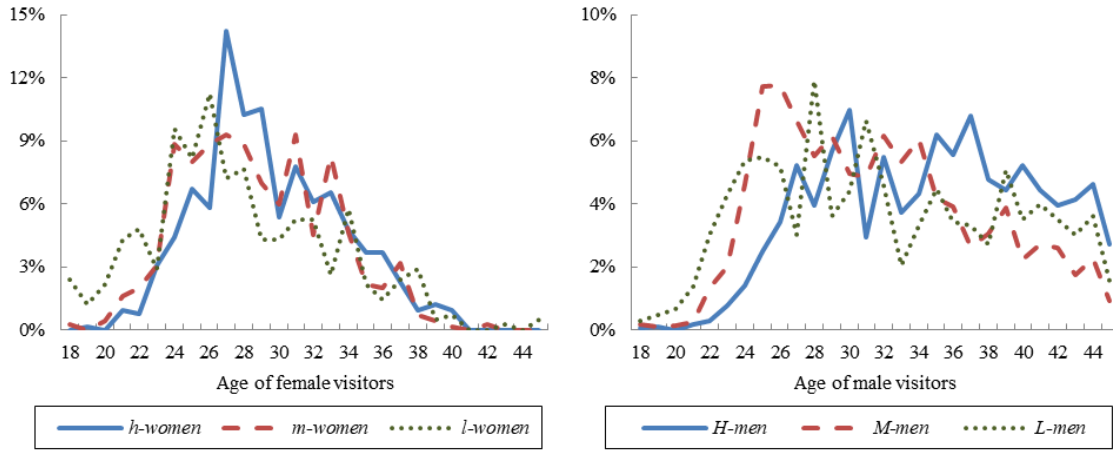 15%
12%
9%
6%
3%
0%
18 20 22 24 26 28 30 32 34 36 38 40 42 44
Age of female visitors
h-women m-women l-women
10%
8%
6%
4%
2%
0%
18 20 22 24 26 28 30 32 34 36 38 40 42 44
Age of male visitors
H-men M-men L-men